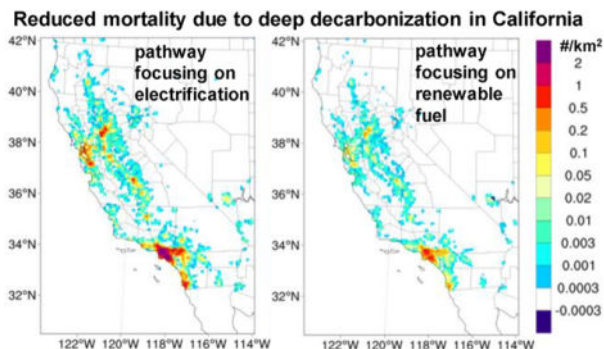 Reduced mortality due to deep decarbonization in California
42°N
40°N
38°N
36°N
34°N
32°N
122°W 120°W 118°W 116°W 114°W
pathway
focusing on
electrification
122°W 120°W 118°W 116°W 114°W
pathway
focusing on
renewable
fuel
42°N
40°N
38°N
36°N
34°N
32°N
#/km²
2
1
0.5
0.2
0.1
0.05
0.02
0.01
0.003
0.001
0.0003
-0.0003